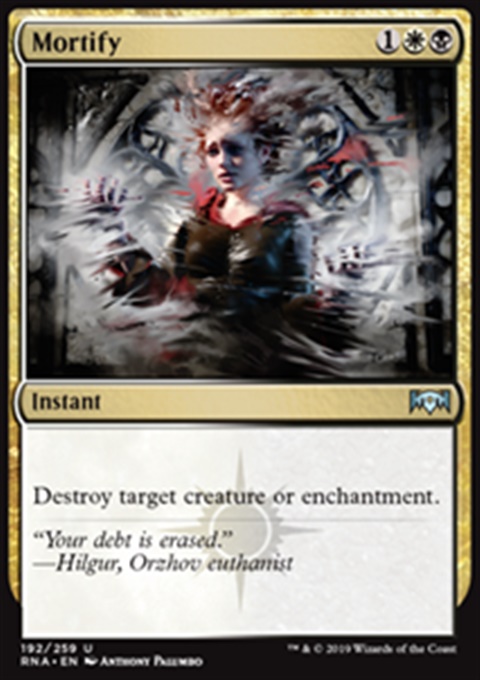 Mortify 1
Instant
Destroy target creature or enchantment.
“Your debt is erased.”
—Hilgur, Orzhov euthanist
192/259 U
RNA • EN Anthony Palumbo
™ & © 2019 Wizards of the Coast